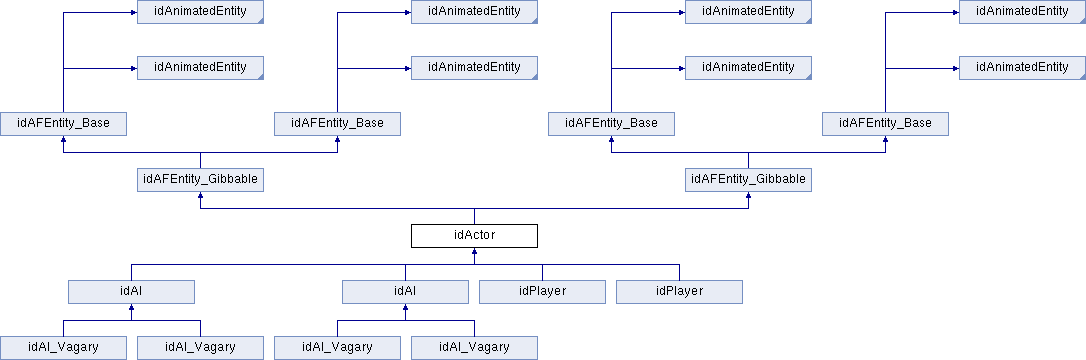 idAnimatedEntity idAnimatedEntity idAnimatedEntity idAnimatedEntity
idAnimatedEntity idAnimatedEntity idAnimatedEntity idAnimatedEntity
idAFEntity_Base idAFEntity_Base idAFEntity_Base idAFEntity_Base
idAFEntity_Gibbable idAFEntity_Gibbable
idActor
idAI idAI idPlayer idPlayer
idAI_Vagary idAI_Vagary idAI_Vagary idAI_Vagary